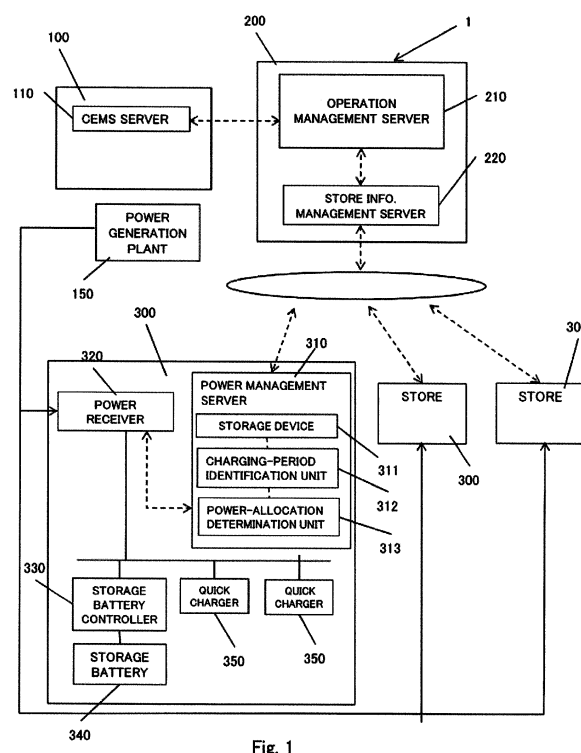 200
1
100
110
CEMS SERVER
OPERATION
MANAGEMENT SERVER
210
220
STORE INFO.
MANAGEMENT SERVER
POWER
GENERATION
PLANT
150
300
310
320
POWER
RECEIVER
POWER MANAGEMENT
SERVER
STORAGE DEVICE
311
CHARGING-PERIOD
IDENTIFICATION UNIT
312
POWER-ALLOCATION
DETERMINATION UNIT
313
STORE
300
30
STORE
330
STORAGE
BATTERY
CONTROLLER
QUICK
CHARGER
350
QUICK
CHARGER
350
STORAGE
BATTERY
340
Fig. 1